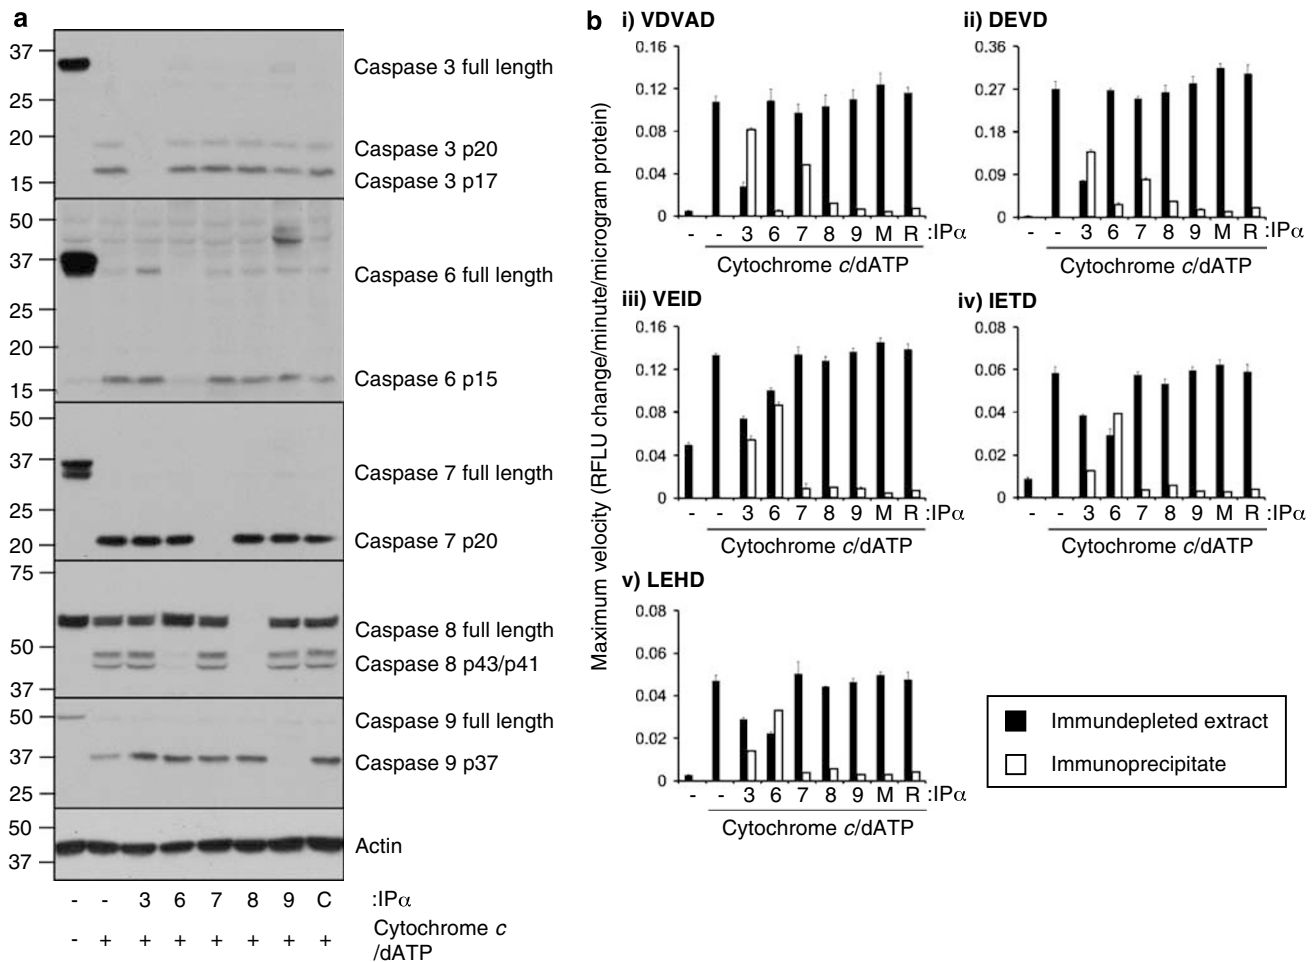 a
37
25
20
15
Caspase 3 full length
Caspase 3 p20
Caspase 3 p17
50
37
25
20
15
Caspase 6 full length
Caspase 6 p15
50
37
25
20
Caspase 7 full length
Caspase 7 p20
75
50
37
Caspase 8 full length
Caspase 8 p43/p41
50
37
25
Caspase 9 full length
Caspase 9 p37
50
37
Actin
- - 3 6 7 8 9 C :IPα
- + + + + + + + Cytochrome c
/dATP
b
Maximum velocity (RFLU change/minute/microgram protein)
i) VDVAD
0.16
0.12
0.08
0.04
0
- - 3 6 7 8 9 M R :IPα
Cytochrome c/dATP
ii) DEVD
0.36
0.27
0.18
0.09
0
- - 3 6 7 8 9 M R :IPα
Cytochrome c/dATP
iii) VEID
0.16
0.12
0.08
0.04
0
- - 3 6 7 8 9 M R :IPα
Cytochrome c/dATP
iv) IETD
0.08
0.06
0.04
0.02
0
- - 3 6 7 8 9 M R :IPα
Cytochrome c/dATP
v) LEHD
0.08
0.06
0.04
0.02
0
- - 3 6 7 8 9 M R :IPα
Cytochrome c/dATP
Immundepleted extract
Immunoprecipitate